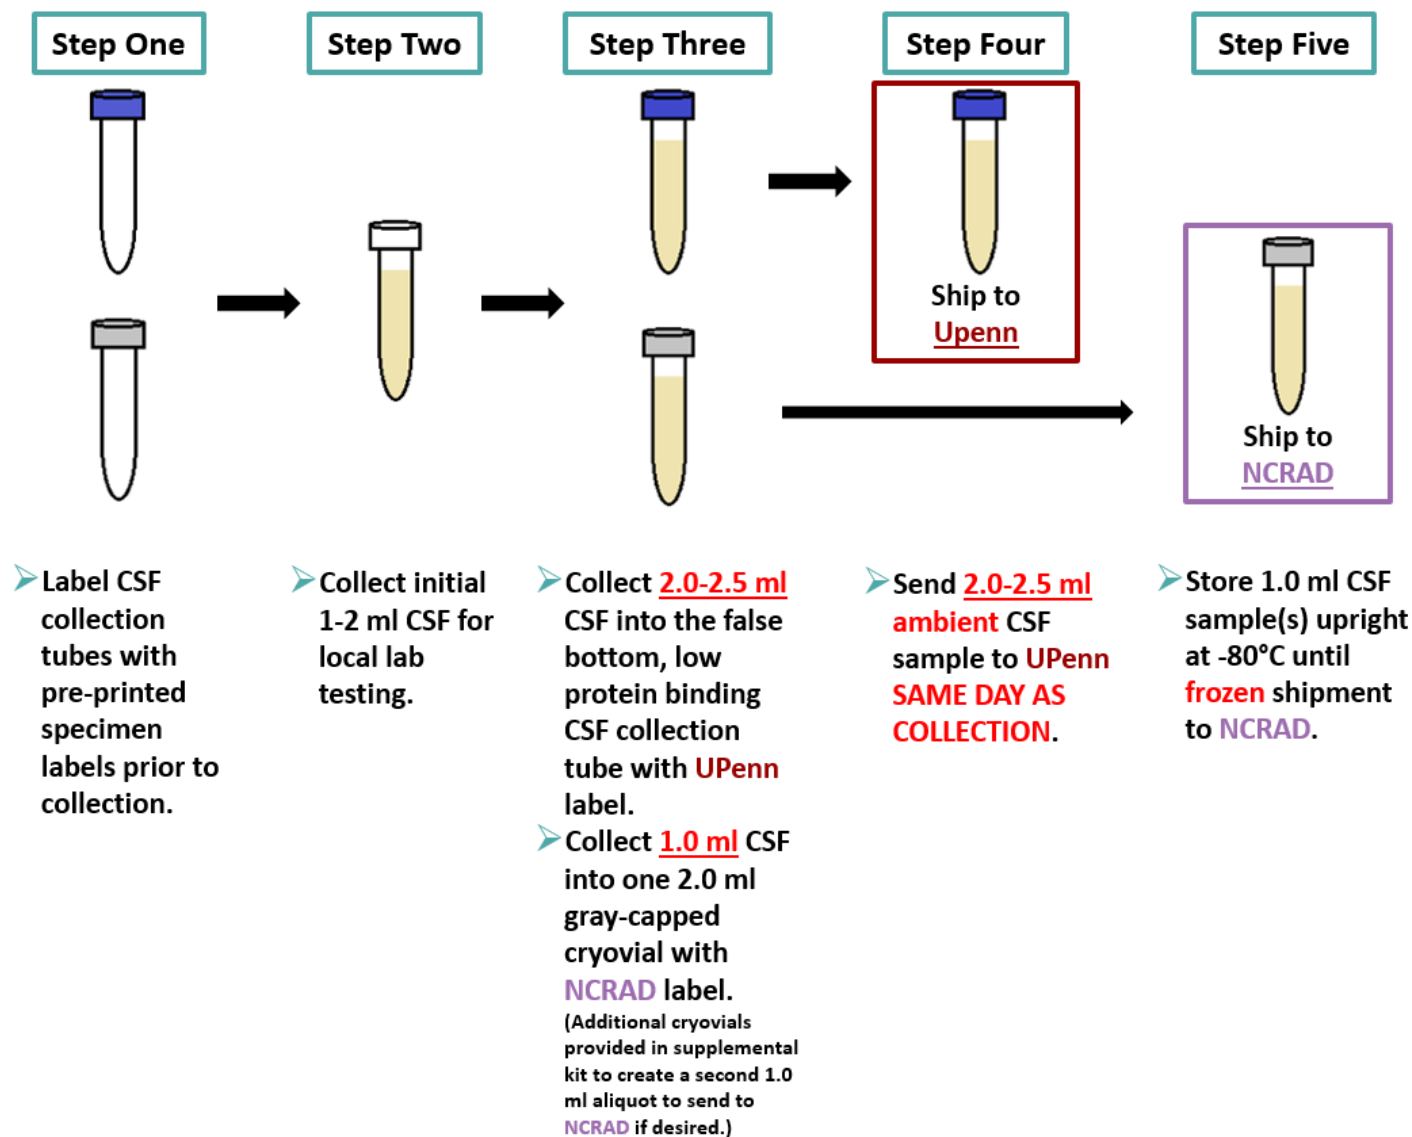 Step One
Step Two
Step Three
Step Four
Step Five
Ship to
Upenn
Ship to
NCRAD
Label CSF
collection
tubes with
pre-printed
specimen
labels prior to
collection.
Collect initial
1-2 ml CSF for
local lab
testing.
Collect 2.0-2.5 ml
CSF into the false
bottom, low
protein binding
CSF collection
tube with UPenn
label.
Collect 1.0 ml CSF
into one 2.0 ml
gray-capped
cryovial with
NCRAD label.
(Additional cryovials
provided in supplemental
kit to create a second 1.0
ml aliquot to send to
NCRAD if desired.)
Send 2.0-2.5 ml
ambient CSF
sample to UPenn
SAME DAY AS
COLLECTION.
Store 1.0 ml CSF
sample(s) upright
at -80°C until
frozen shipment
to NCRAD.